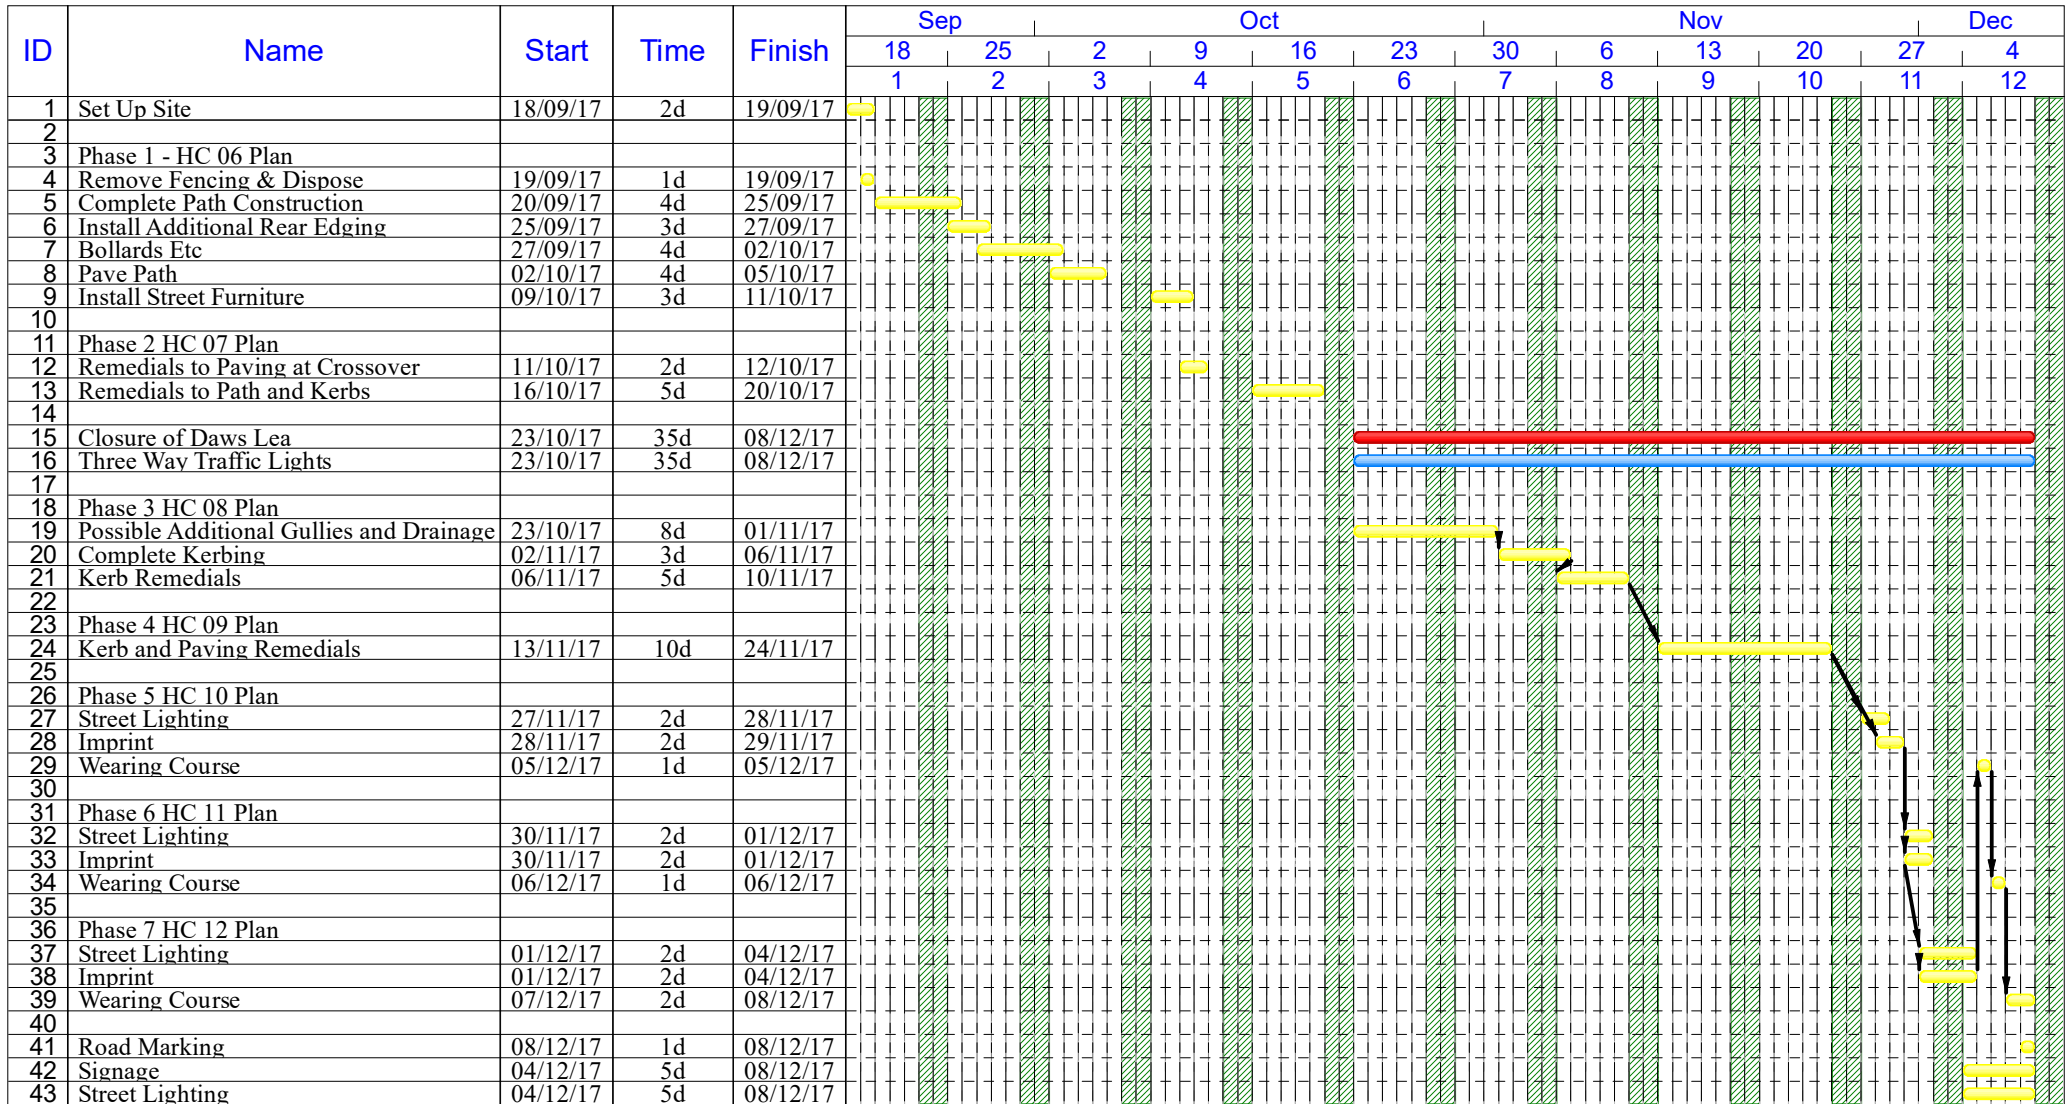 Sep Oct Nov Dec
ID Name Start Time Finish 18 25 2 9 16 23 30 6 13 20 27 4
1 2 3 4 5 6 7 8 9 10 11 12
1 Set Up Site 18/09/17 2d 19/09/17
2
3 Phase 1 - HC 06 Plan
4 Remove Fencing & Dispose 19/09/17 1d 19/09/17
5 Complete Path Construction 20/09/17 4d 25/09/17
6 Install Additional Rear Edging 25/09/17 3d 27/09/17
7 Bollards Etc 27/09/17 4d 02/10/17
8 Pave Path 02/10/17 4d 05/10/17
9 Install Street Furniture 09/10/17 3d 11/10/17
10
11 Phase 2 HC 07 Plan
12 Remedials to Paving at Crossover 11/10/17 2d 12/10/17
13 Remedials to Path and Kerbs 16/10/17 5d 20/10/17
14
15 Closure of Daws Lea 23/10/17 35d 08/12/17
16 Three Way Traffic Lights 23/10/17 35d 08/12/17
17
18 Phase 3 HC 08 Plan
19 Possible Additional Gullies and Drainage 23/10/17 8d 01/11/17
20 Complete Kerbing 02/11/17 3d 06/11/17
21 Kerb Remedials 06/11/17 5d 10/11/17
22
23 Phase 4 HC 09 Plan
24 Kerb and Paving Remedials 13/11/17 10d 24/11/17
25
26 Phase 5 HC 10 Plan
27 Street Lighting 27/11/17 2d 28/11/17
28 Imprint 28/11/17 2d 29/11/17
29 Wearing Course 05/12/17 1d 05/12/17
30
31 Phase 6 HC 11 Plan
32 Street Lighting 30/11/17 2d 01/12/17
33 Imprint 30/11/17 2d 01/12/17
34 Wearing Course 06/12/17 1d 06/12/17
35
36 Phase 7 HC 12 Plan
37 Street Lighting 01/12/17 2d 04/12/17
38 Imprint 01/12/17 2d 04/12/17
39 Wearing Course 07/12/17 2d 08/12/17
40
41 Road Marking 08/12/17 1d 08/12/17
42 Signage 04/12/17 5d 08/12/17
43 Street Lighting 04/12/17 5d 08/12/17